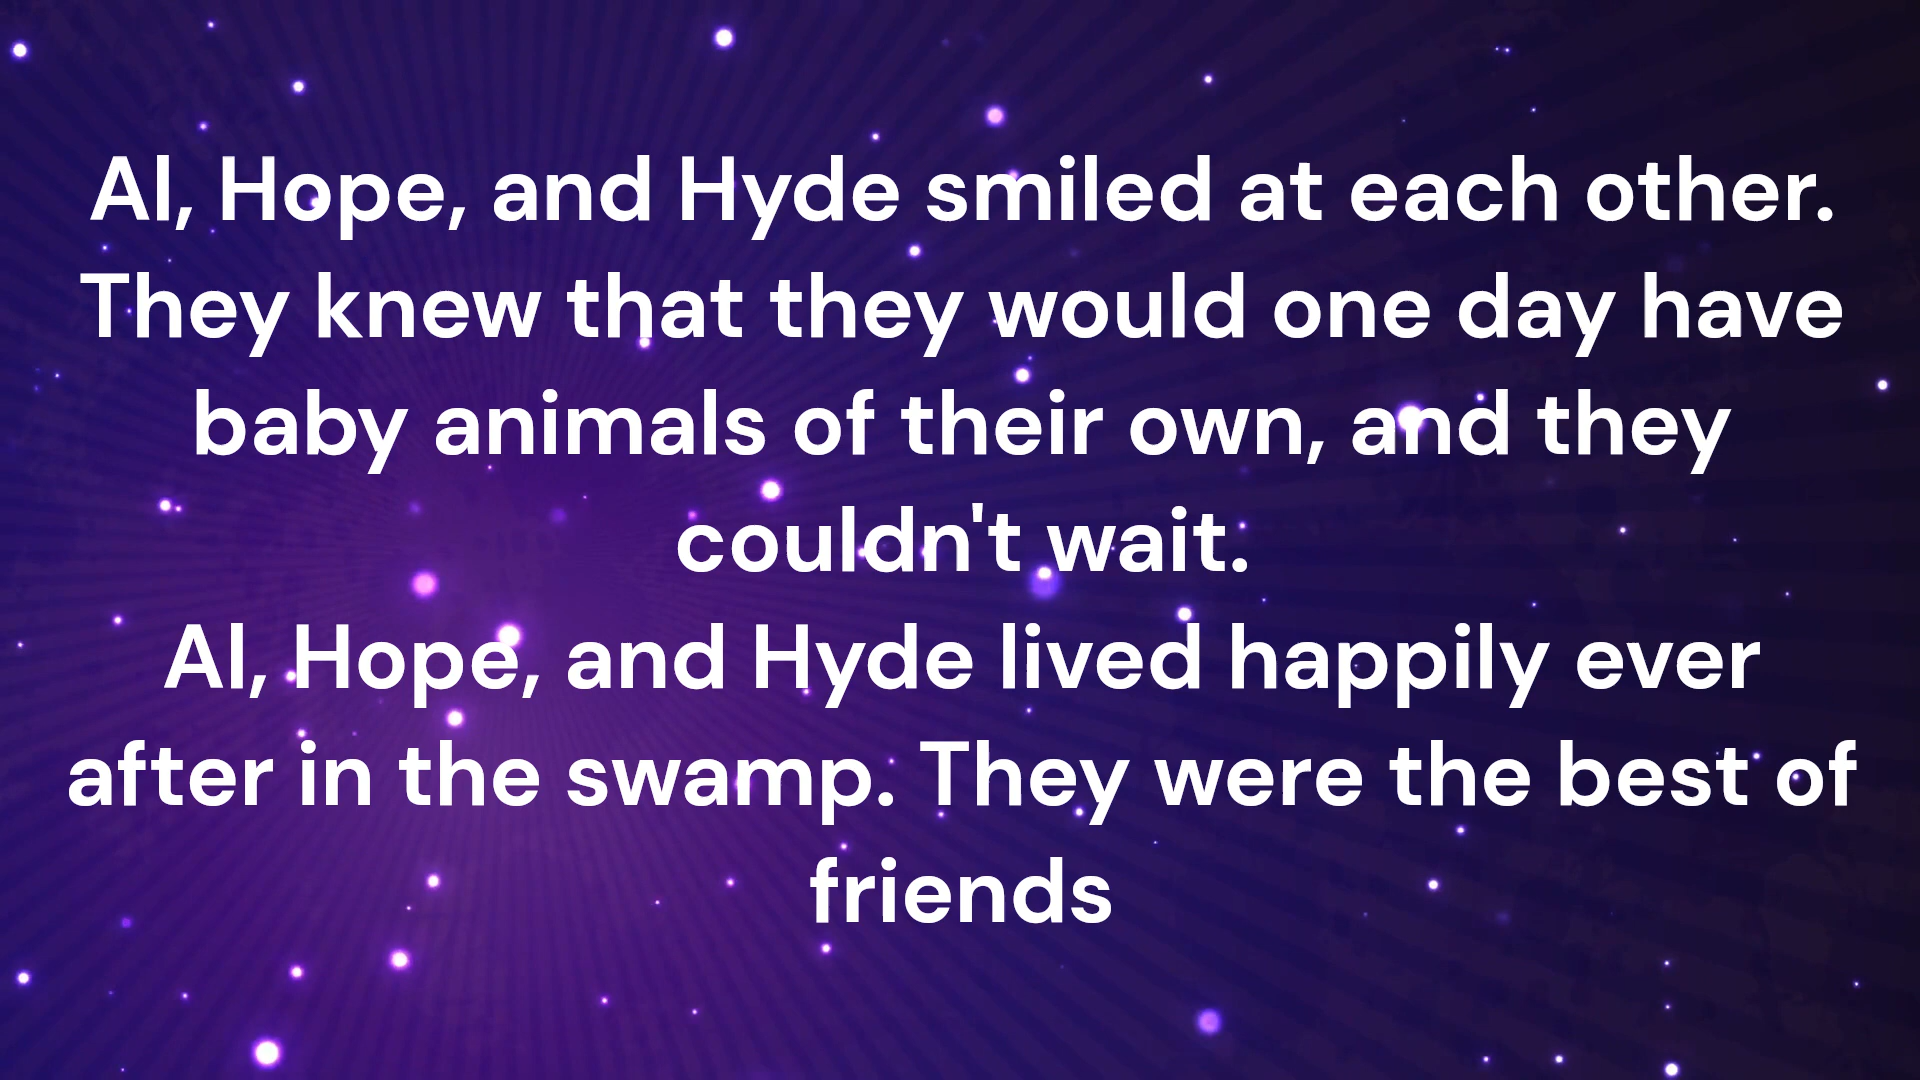 Al, Hope, and Hyde smiled at each other.
They knew that they would one day have
baby animals of their own, and they
couldn't wait.
Al, Hope, and Hyde lived happily ever
after in the swamp. They were the best of
friends